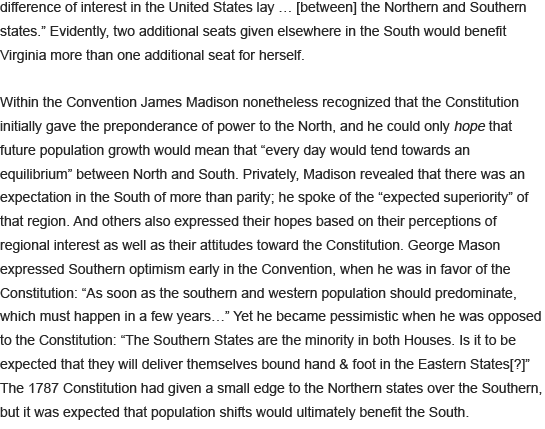 difference of interest in the United States lay … [between] the Northern and Southern
states.” Evidently, two additional seats given elsewhere in the South would benefit
Virginia more than one additional seat for herself.
Within the Convention James Madison nonetheless recognized that the Constitution
initially gave the preponderance of power to the North, and he could only hope that
future population growth would mean that “every day would tend towards an
equilibrium” between North and South. Privately, Madison revealed that there was an
expectation in the South of more than parity; he spoke of the “expected superiority” of
that region. And others also expressed their hopes based on their perceptions of
regional interest as well as their attitudes toward the Constitution. George Mason
expressed Southern optimism early in the Convention, when he was in favor of the
Constitution: “As soon as the southern and western population should predominate,
which must happen in a few years…” Yet he became pessimistic when he was opposed
to the Constitution: “The Southern States are the minority in both Houses. Is it to be
expected that they will deliver themselves bound hand & foot in the Eastern States[?]”
The 1787 Constitution had given a small edge to the Northern states over the Southern,
but it was expected that population shifts would ultimately benefit the South.